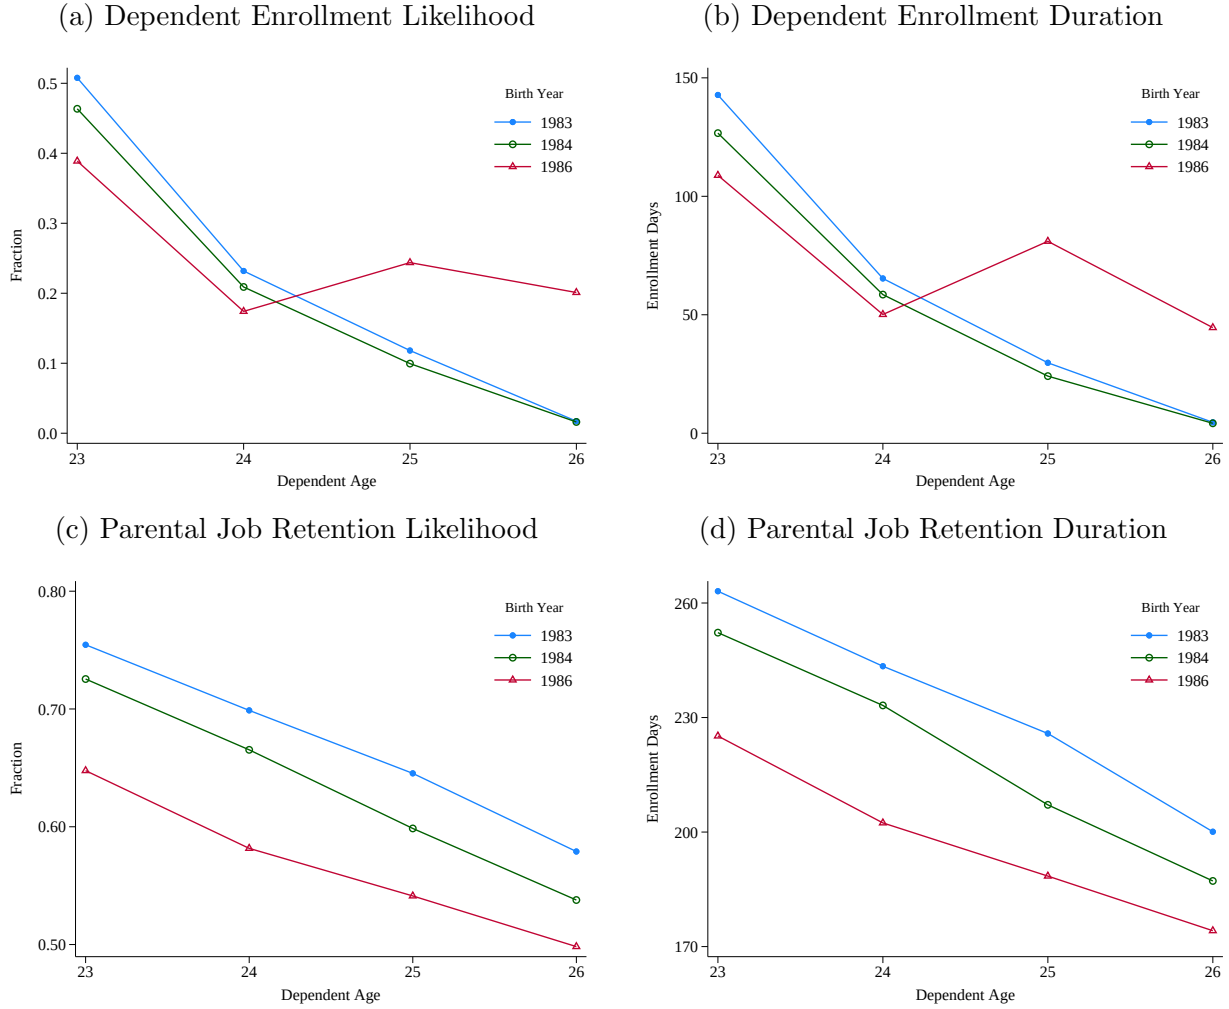 (a) Dependent Enrollment Likelihood
0.5
0.4
0.3
0.2
0.1
0.0
Fraction
23 24 25 26
Dependent Age
Birth Year
1983
1984
1986
(b) Dependent Enrollment Duration
150
100
50
0
Enrollment Days
23 24 25 26
Dependent Age
Birth Year
1983
1984
1986
(c) Parental Job Retention Likelihood
0.80
0.70
0.60
0.50
Fraction
23 24 25 26
Dependent Age
Birth Year
1983
1984
1986
(d) Parental Job Retention Duration
260
230
200
170
Enrollment Days
23 24 25 26
Dependent Age
Birth Year
1983
1984
1986